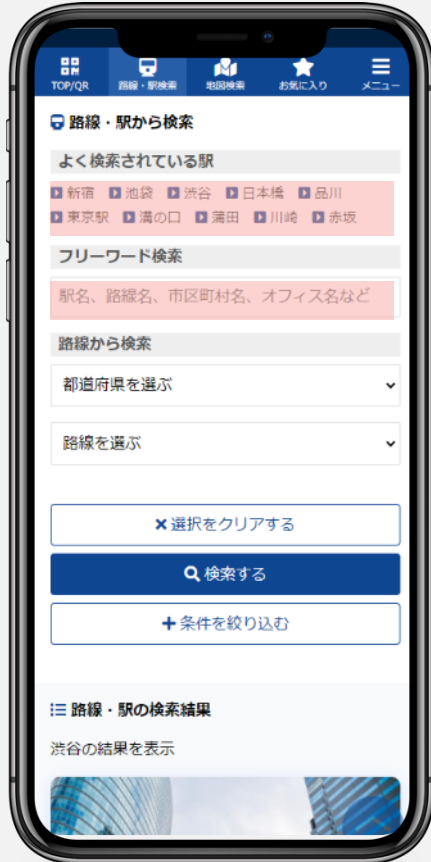 TOP/QR 路線・駅検索 地図検索 お気に入り メニュー
路線・駅から検索
よく検索されている駅
新宿 池袋 渋谷 日本橋 品川
東京駅 溝の口 蒲田 川崎 赤坂
フリーワード検索
駅名、路線名、市区町村名、オフィス名など
路線から検索
都道府県を選ぶ
路線を選ぶ
選択をクリアする
検索する
条件を絞り込む
路線・駅の検索結果
渋谷の結果を表示